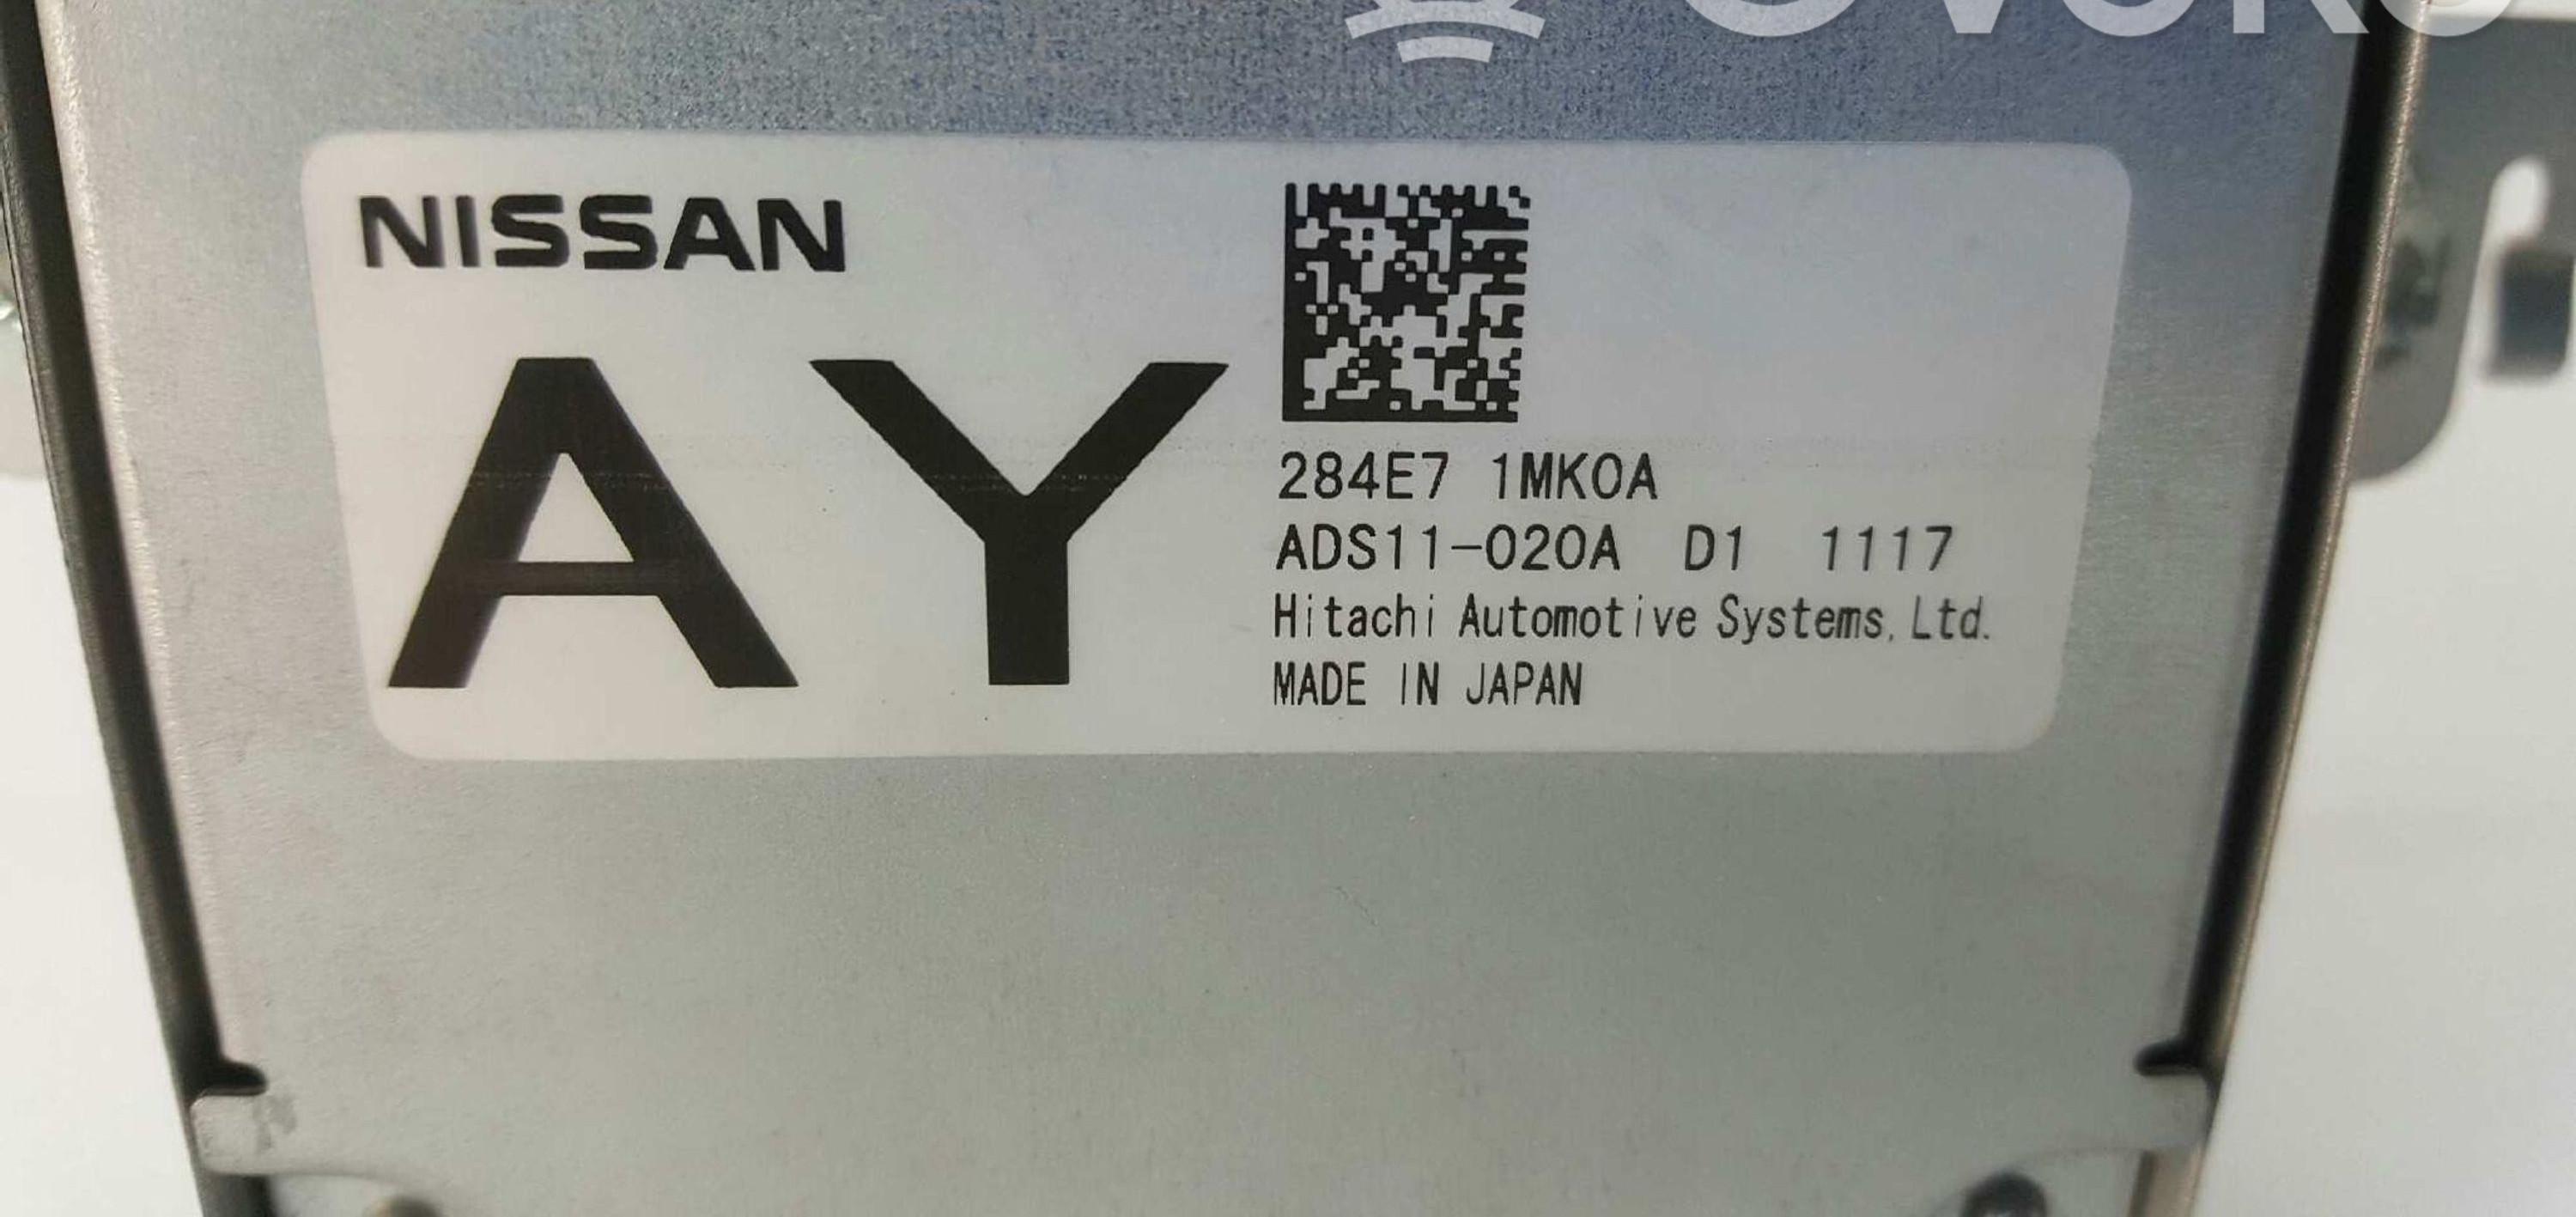 NISSAN
AY
284E7 1MK0A
ADS11-020A D1 1117
Hitachi Automotive Systems, Ltd.
MADE IN JAPAN